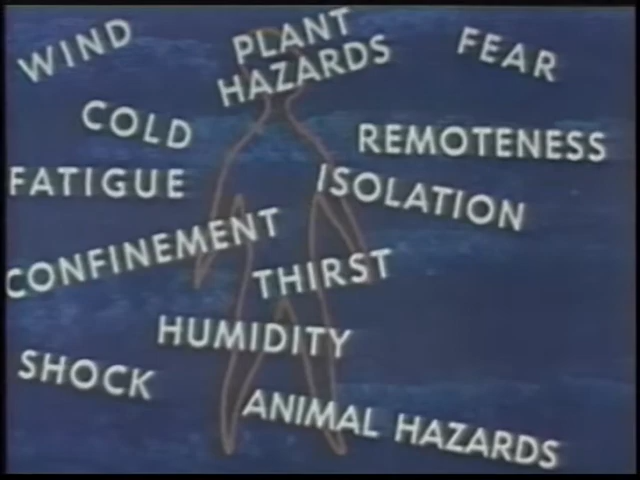 WIND
PLANT
HAZARDS
FEAR
COLD
REMOTENESS
FATIGUE
ISOLATION
CONFINEMENT
THIRST
HUMIDITY
SHOCK
ANIMAL HAZARDS